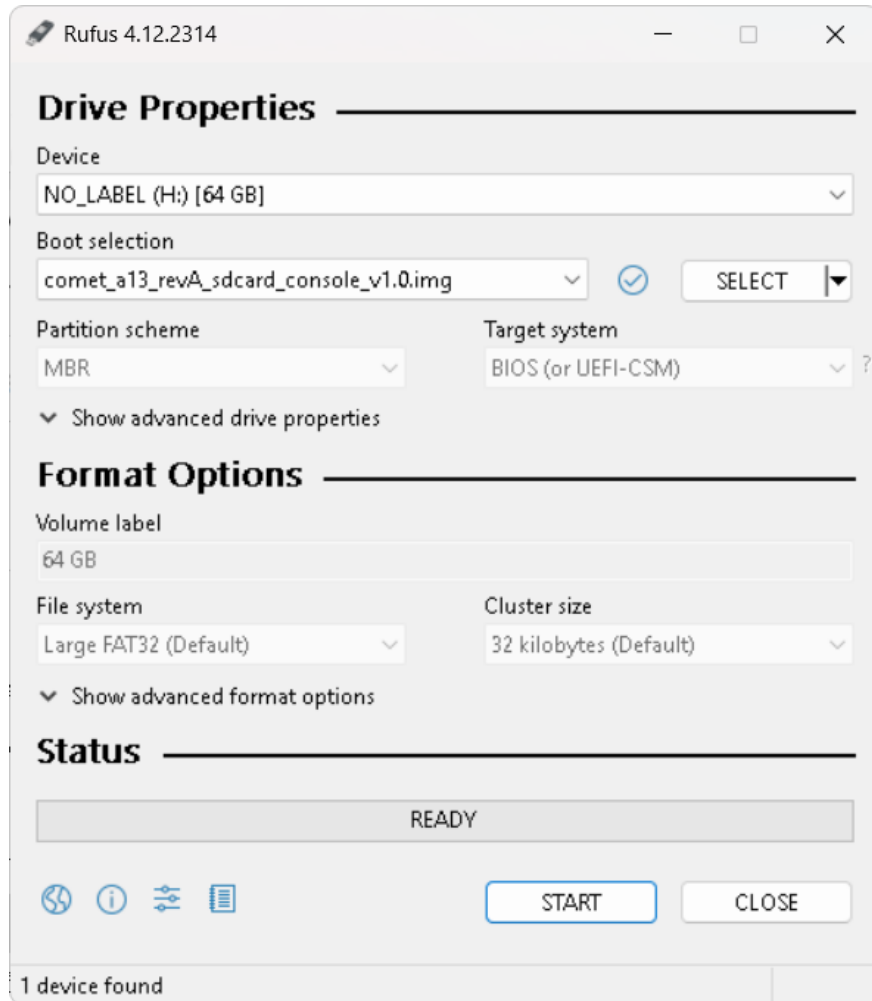 Rufus 4.12.2314
Drive Properties
Device
NO_LABEL (H:) [64 GB]
Boot selection
comet_a13_revA_sdcard_console_v1.0.img
SELECT
Partition scheme
Target system
MBR
BIOS (or UEFI-CSM)
?
Show advanced drive properties
Format Options
Volume label
64 GB
File system
Cluster size
Large FAT32 (Default)
32 kilobytes (Default)
Show advanced format options
Status
READY
START
CLOSE
1 device found